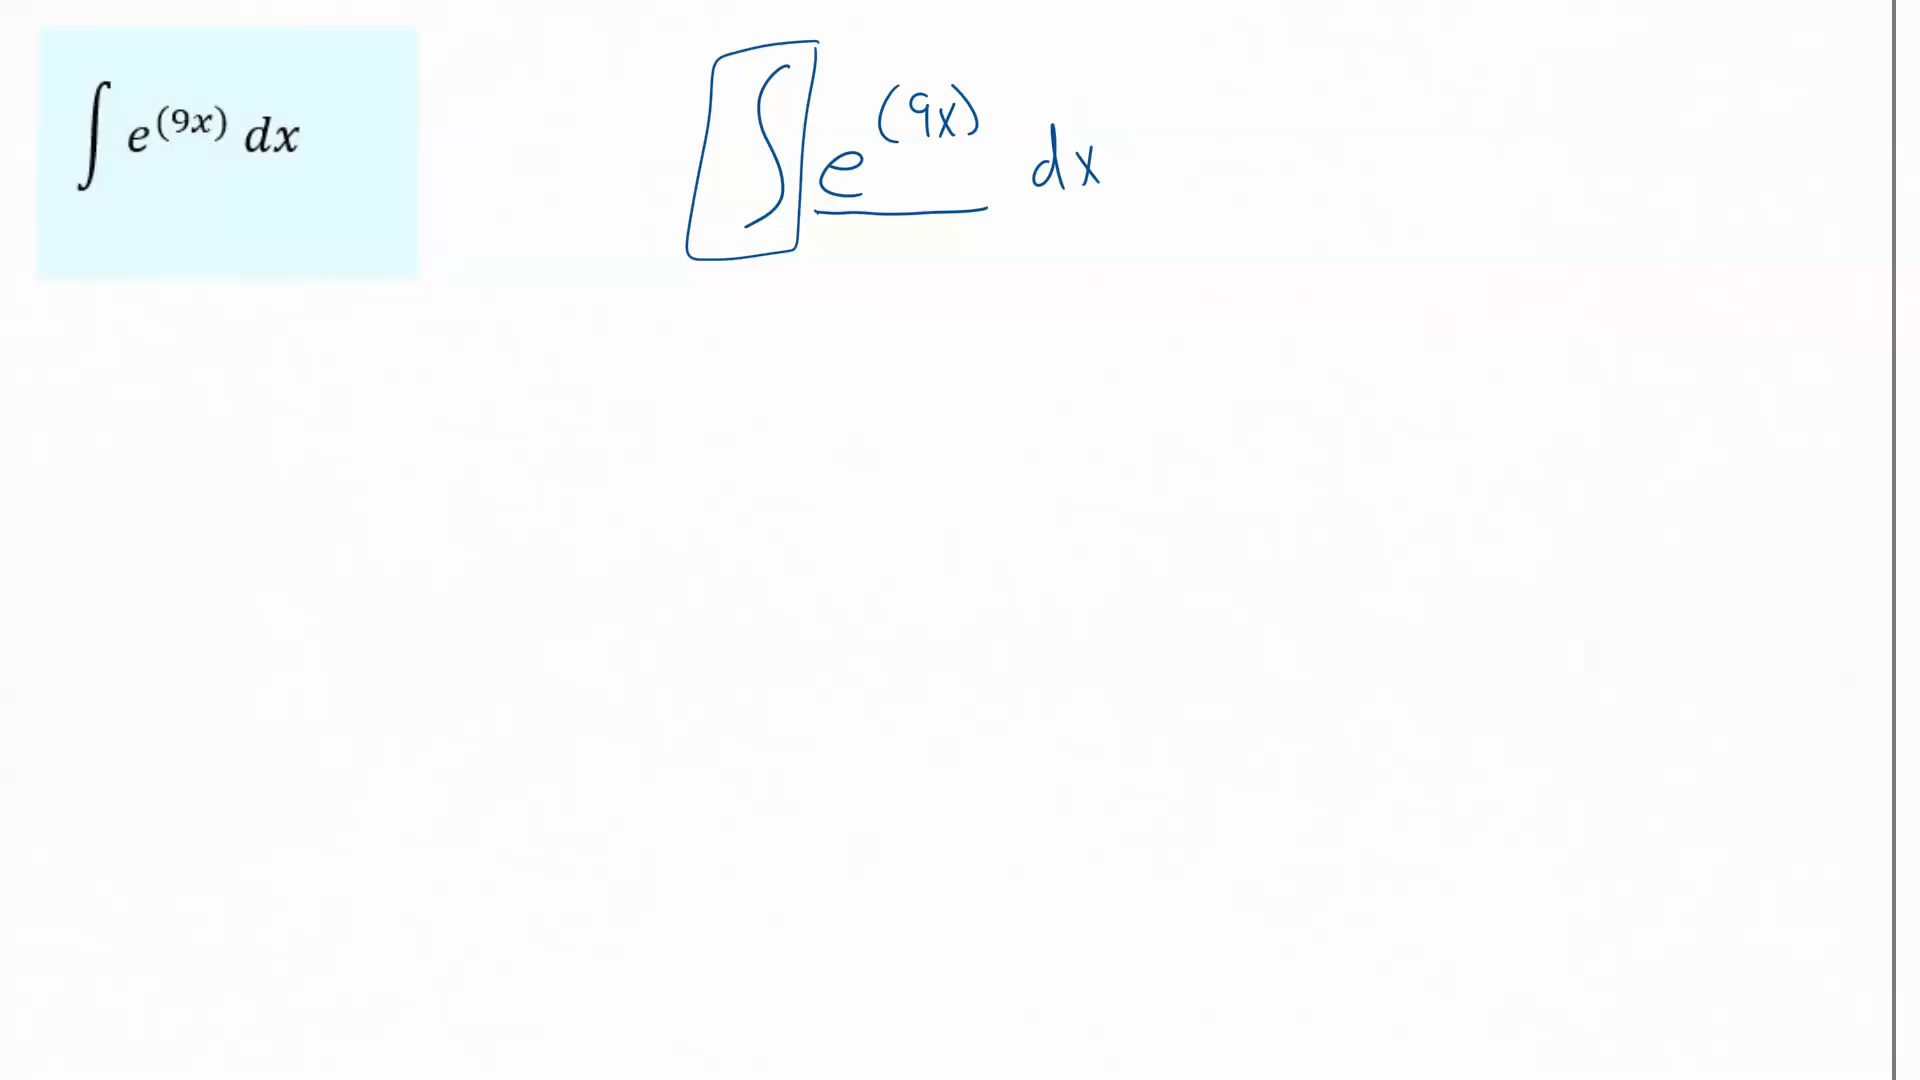 ∫ e^(9x) dx
∫ e^(9x) dx